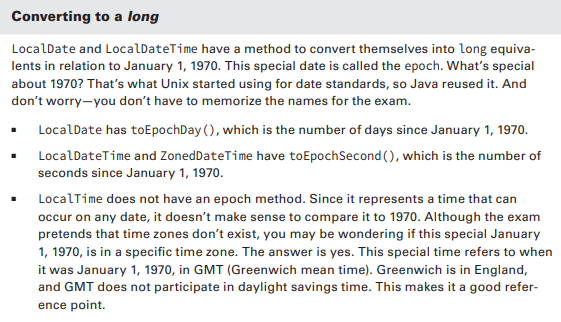 Converting to a long
LocalDate and LocalDateTime have a method to convert themselves into long equiva-
lents in relation to January 1, 1970. This special date is called the epoch. What’s special
about 1970? That’s what Unix started using for date standards, so Java reused it. And
don’t worry—you don’t have to memorize the names for the exam.
▪ LocalDate has toEpochDay(), which is the number of days since January 1, 1970.
▪ LocalDateTime and ZonedDateTime have toEpochSecond(), which is the number of
seconds since January 1, 1970.
▪ LocalTime does not have an epoch method. Since it represents a time that can
occur on any date, it doesn’t make sense to compare it to 1970. Although the exam
pretends that time zones don’t exist, you may be wondering if this special January
1, 1970, is in a specific time zone. The answer is yes. This special time refers to when
it was January 1, 1970, in GMT (Greenwich mean time). Greenwich is in England,
and GMT does not participate in daylight savings time. This makes it a good refer-
ence point.